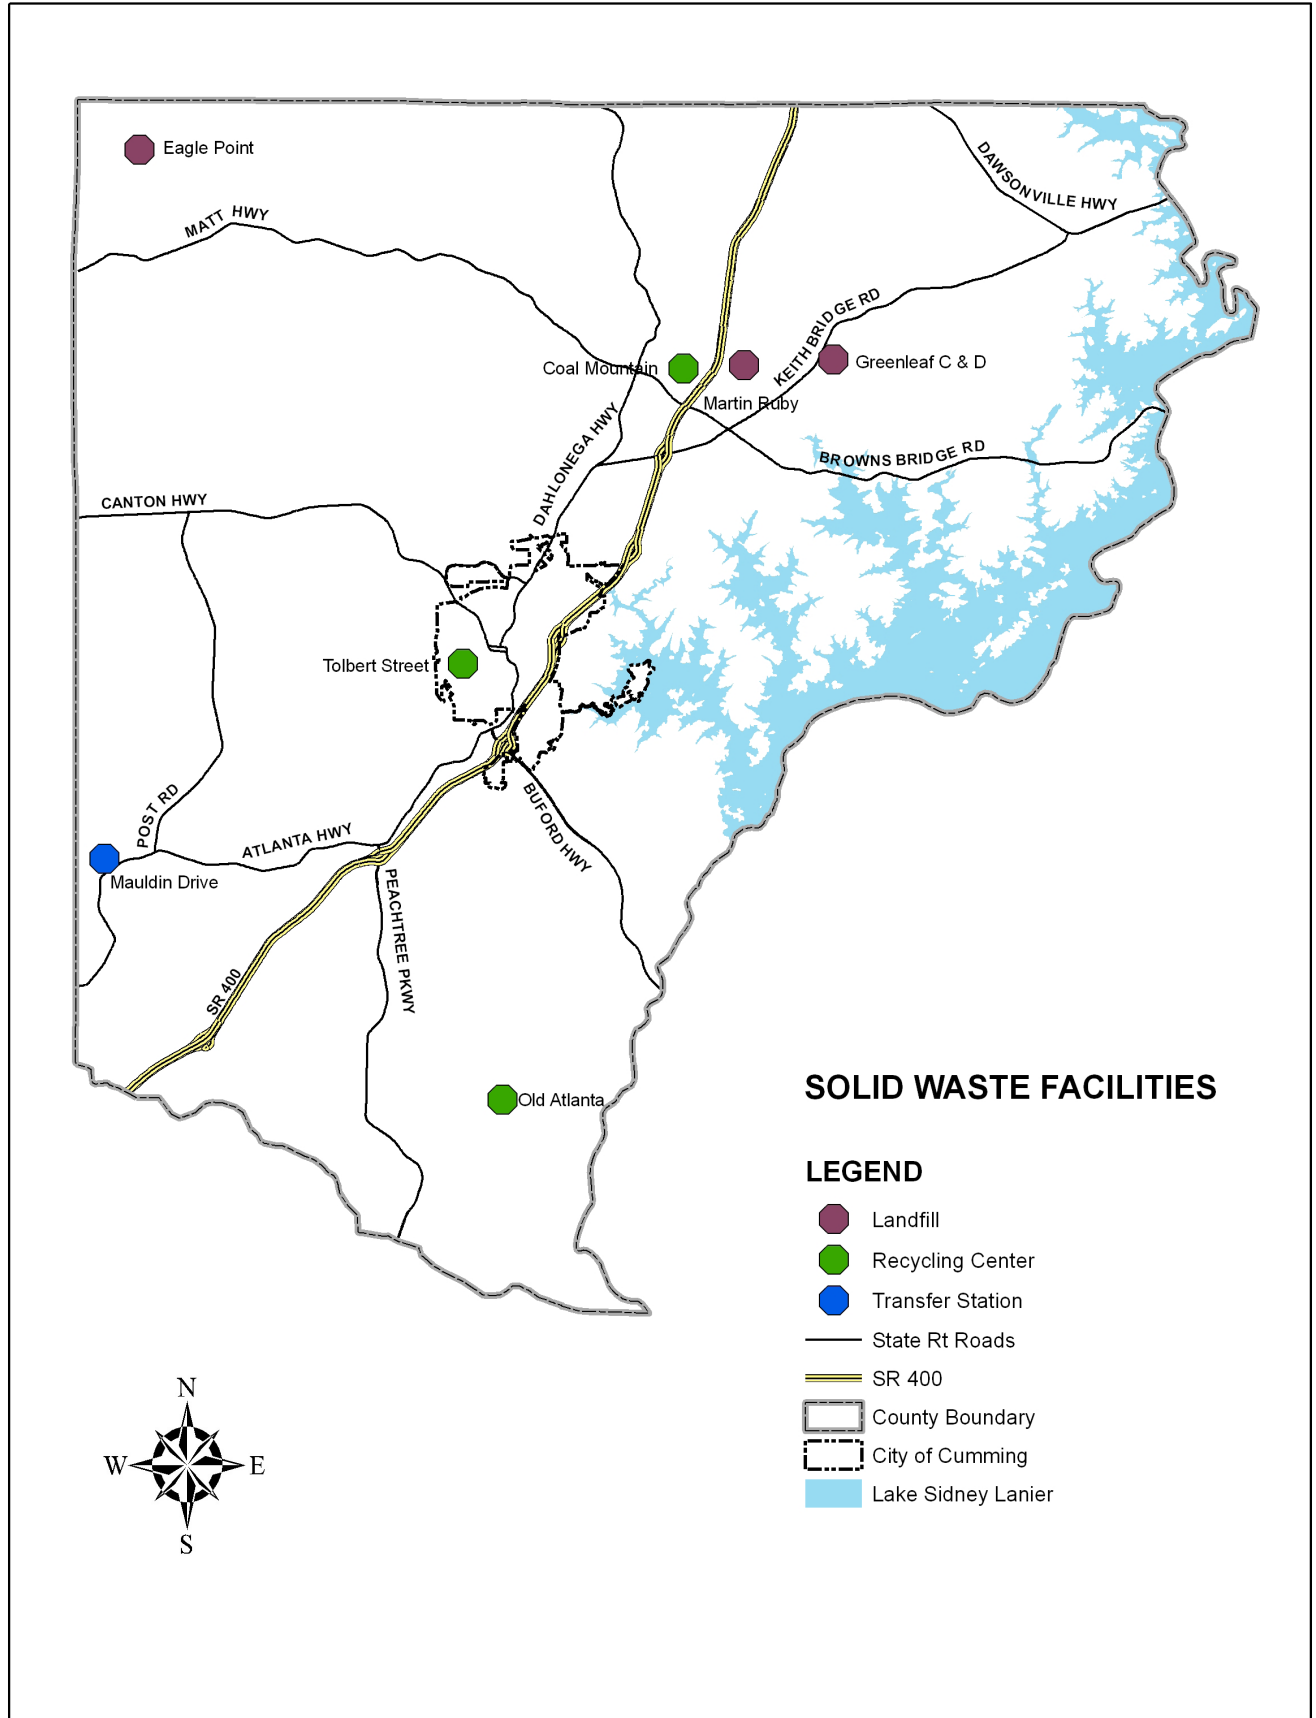 Eagle Point
MATT HWY
DAWSONVILLE HWY
KEITH BRIDGE RD
Coal Mountain
Greenleaf C & D
Martin Ruby
DAHLONEGA HWY
BROWNS BRIDGE RD
CANTON HWY
Tolbert Street
POST RD
ATLANTA HWY
BUFORD HWY
Mauldin Drive
PEACHTREE PKWY
SR 400
Old Atlanta
SOLID WASTE FACILITIES
LEGEND
Landfill
Recycling Center
Transfer Station
State Rt Roads
SR 400
County Boundary
City of Cumming
Lake Sidney Lanier
N
W
E
S